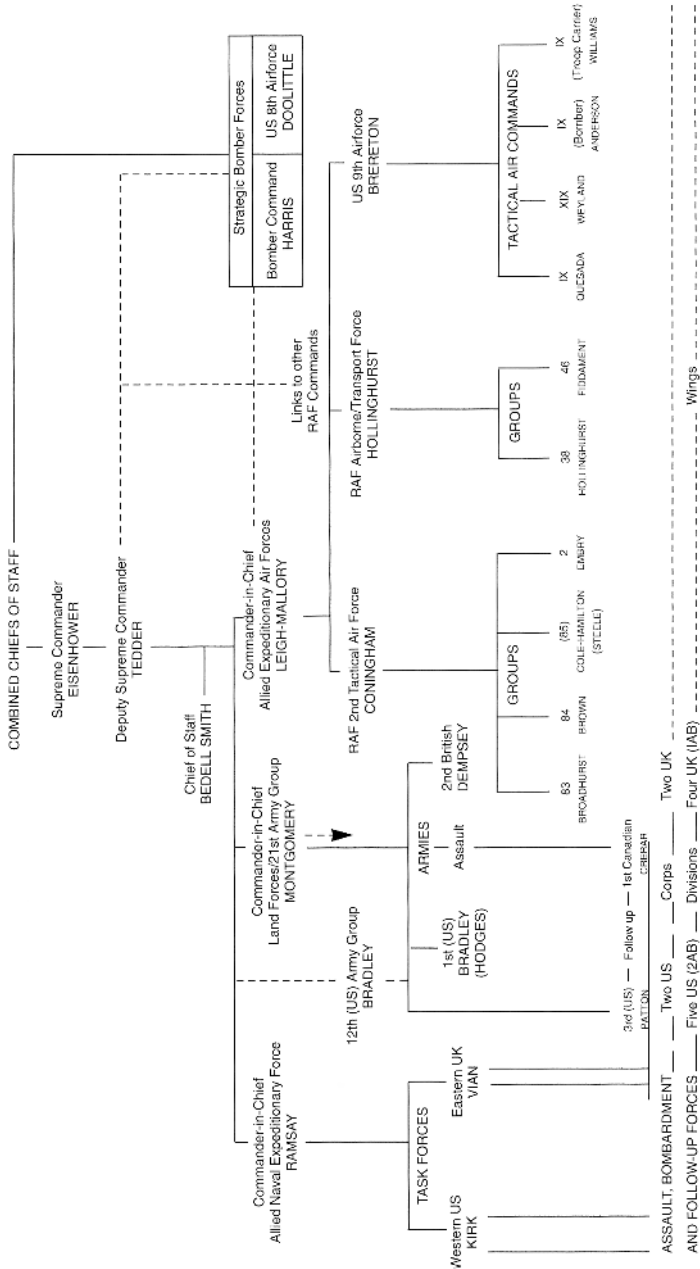 COMBINED CHIEFS OF STAFF
Supreme Commander
EISENHOWER
Deputy Supreme Commander
TEDDER
Strategic Bomber Forces
Bomber Command
HARRIS
US 8th Airforce
DOOLITTLE
Chief of Staff
BEDELL SMITH
Commander-in-Chief
Allied Naval Expeditionary Force
RAMSAY
Commander-in-Chief
Land Forces/21st Army Group
MONTGOMERY
Commander-in-Chief
Allied Expeditionary Air Forces
LEIGH-MALLORY
Links to other
RAF Commands
12th (US) Army Group
BRADLEY
RAF 2nd Tactical Air Force
CONINGHAM
RAF Airborne/Transport Force
HOLLINGHURST
US 9th Airforce
BRERETON
TASK FORCES
Western US
KIRK
Eastern UK
VIAN
ARMIES
1st (US)
BRADLEY
(HODGES)
Assault
2nd British
DEMPSEY
GROUPS
83
BROADHURST
84
BROWN
(85)
COLE-HAMILTON
(STEELE)
2
EMBRY
GROUPS
38
HOLLINGHURST
46
FIDDAMENT
TACTICAL AIR COMMANDS
IX
QUESADA
XIX
WEYLAND
IX
(Bomber)
ANDERSON
IX
(Troop Carrier)
WILLIAMS
3rd (US) — Follow up — 1st Canadian
PATTON
CRERAR
ASSAULT, BOMBARDMENT Two US Corps Two UK
AND FOLLOW-UP FORCES Five US (2AB) Divisions Four UK (IAB) Wings